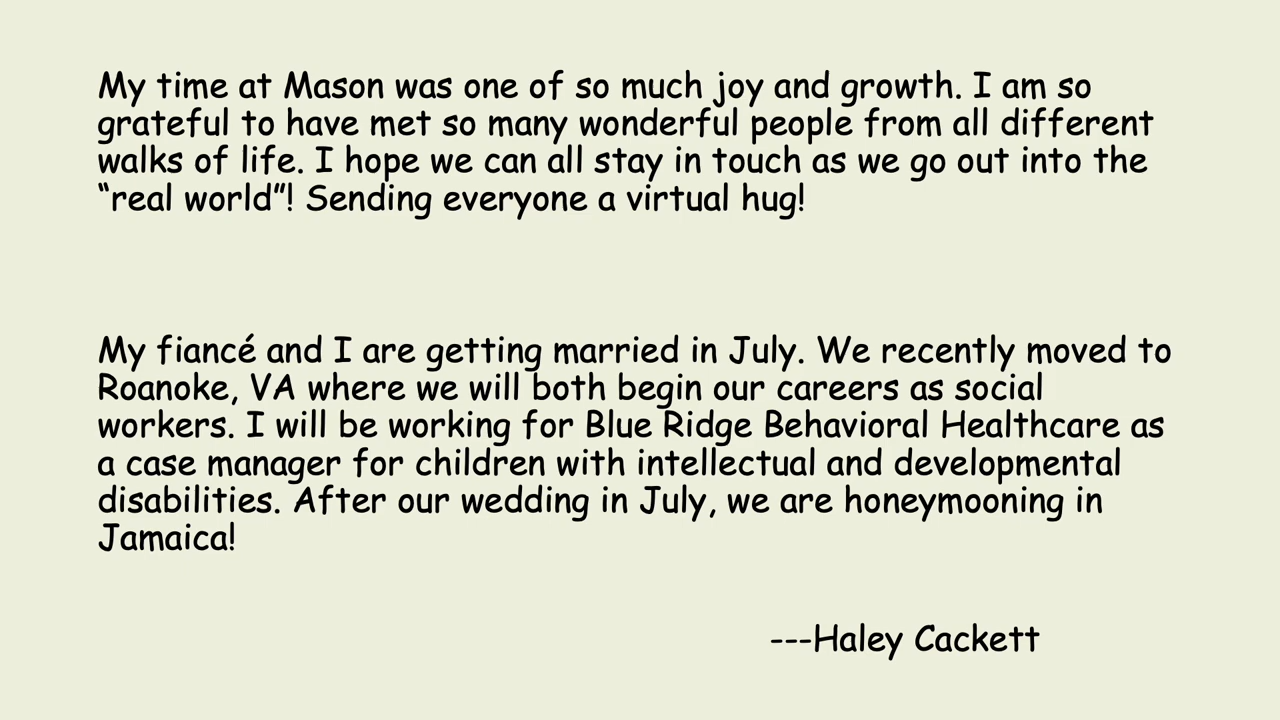 My time at Mason was one of so much joy and growth. I am so
grateful to have met so many wonderful people from all different
walks of life. I hope we can all stay in touch as we go out into the
“real world”! Sending everyone a virtual hug!
My fiancé and I are getting married in July. We recently moved to
Roanoke, VA where we will both begin our careers as social
workers. I will be working for Blue Ridge Behavioral Healthcare as
a case manager for children with intellectual and developmental
disabilities. After our wedding in July, we are honeymooning in
Jamaica!
---Haley Cackett